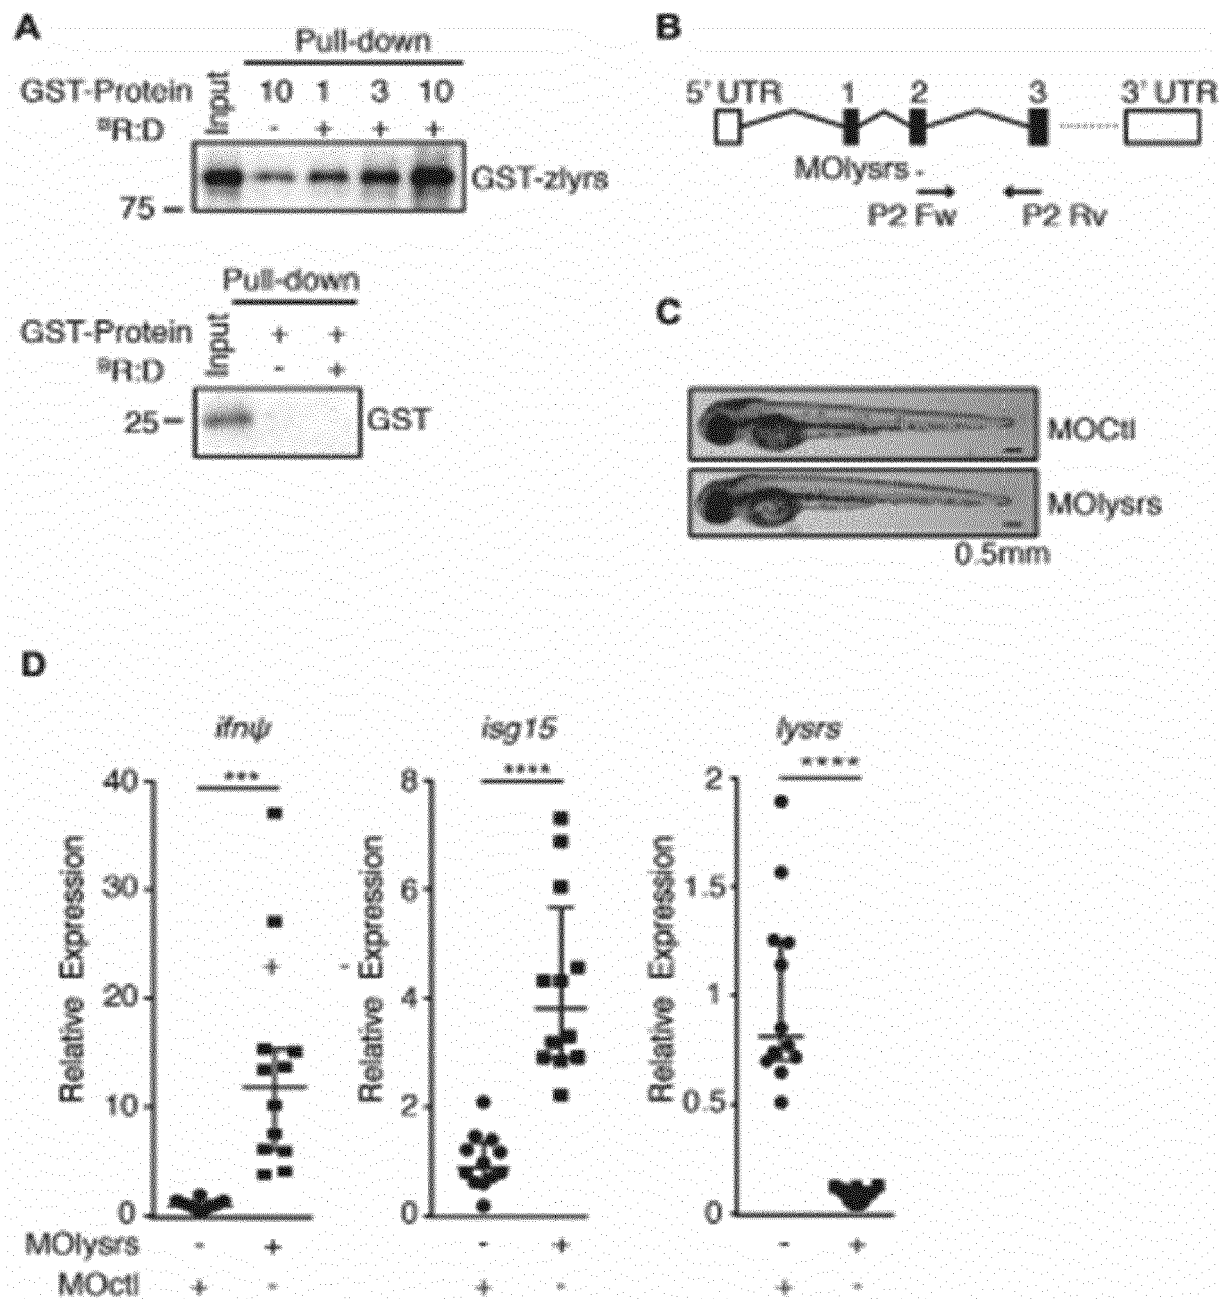 A
Pull-down
GST-Protein 10 1 3 10
Input
R:D - + + +
GST-zlyrs
75
Pull-down
GST-Protein + +
Input
R:D - +
25
GST
B
5' UTR 1 2 3 3' UTR
MOlysrs
P2 Fw P2 Rv
C
MOCtl
MOlysrs
0.5mm
D
ifnψ
***
40
30
20
10
0
Relative Expression
+ -
isg15
****
8
6
4
2
0
Relative Expression
lysrs
****
2
1.5
1
0.5
0
Relative Expression
MOlysrs - + - + - +
MOctl + - + - + -